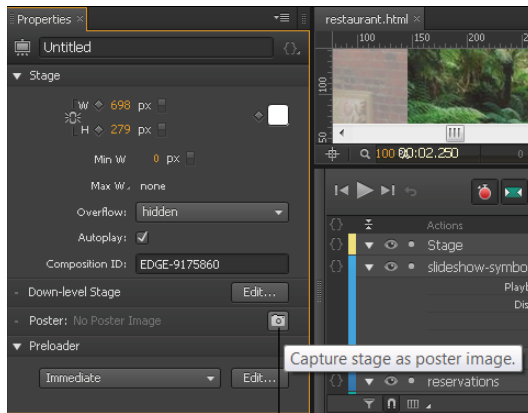 Properties ×
Untitled
Stage
W 698 px
H 279 px
Min W 0 px
Max W none
Overflow: hidden
Autoplay:
Composition ID: EDGE-9175860
Down-level Stage Edit...
Poster: No Poster Image
Preloader
Immediate Edit...
restaurant.html ×
100 150 200
100
50
100
00:02.250
0
Actions
Stage
slideshow-symbo
Playb
Dis
Capture stage as poster image.
reservations